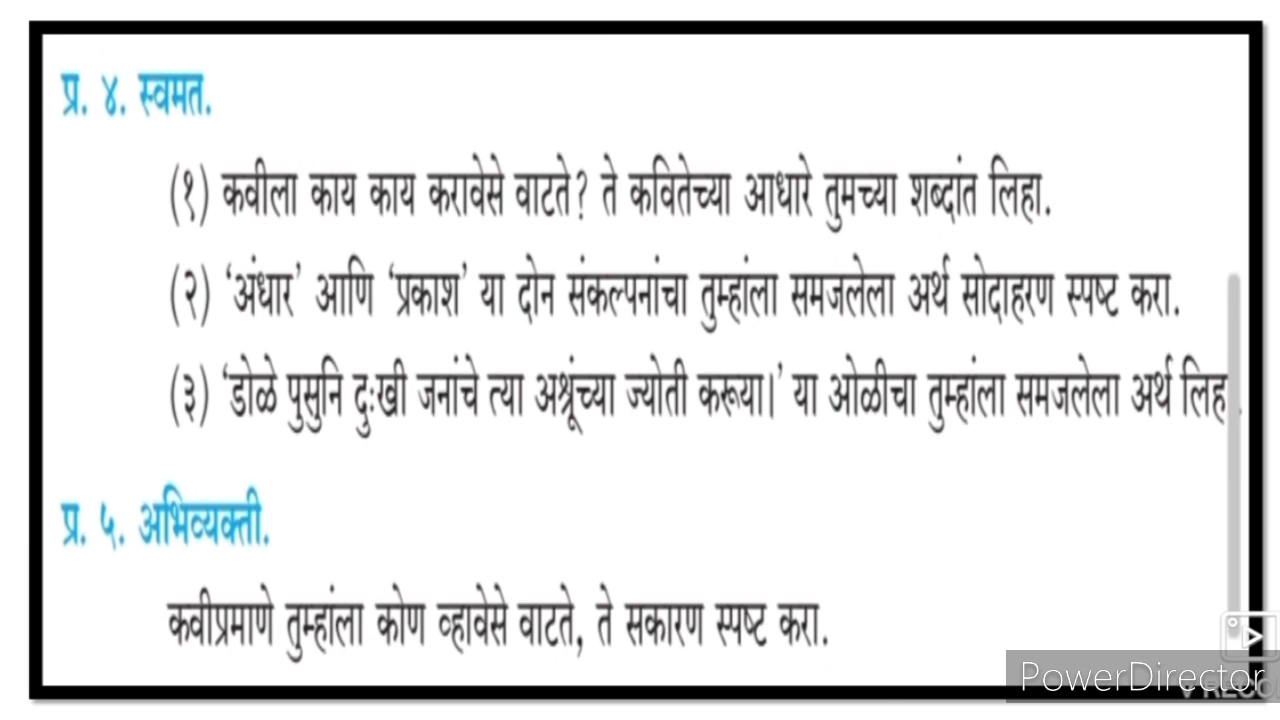 प्र. ४. स्वमत.
(१) कवीला काय काय करावेसे वाटते? ते कवितेच्या आधारे तुमच्या शब्दांत लिहा.
(२) ‘अंधार’ आणि ‘प्रकाश’ या दोन संकल्पनांचा तुम्हांला समजलेला अर्थ सोदाहरण स्पष्ट करा.
(३) ‘डोळे पुसुनि दुःखी जनांचे त्या अश्रूंच्या ज्योती करूया।’ या ओळीचा तुम्हांला समजलेला अर्थ
प्र. ५. अभिव्यक्ती.
कवीप्रमाणे तुम्हांला कोण व्हावेसे वाटते, ते सकारण स्पष्ट करा.
PowerDirector